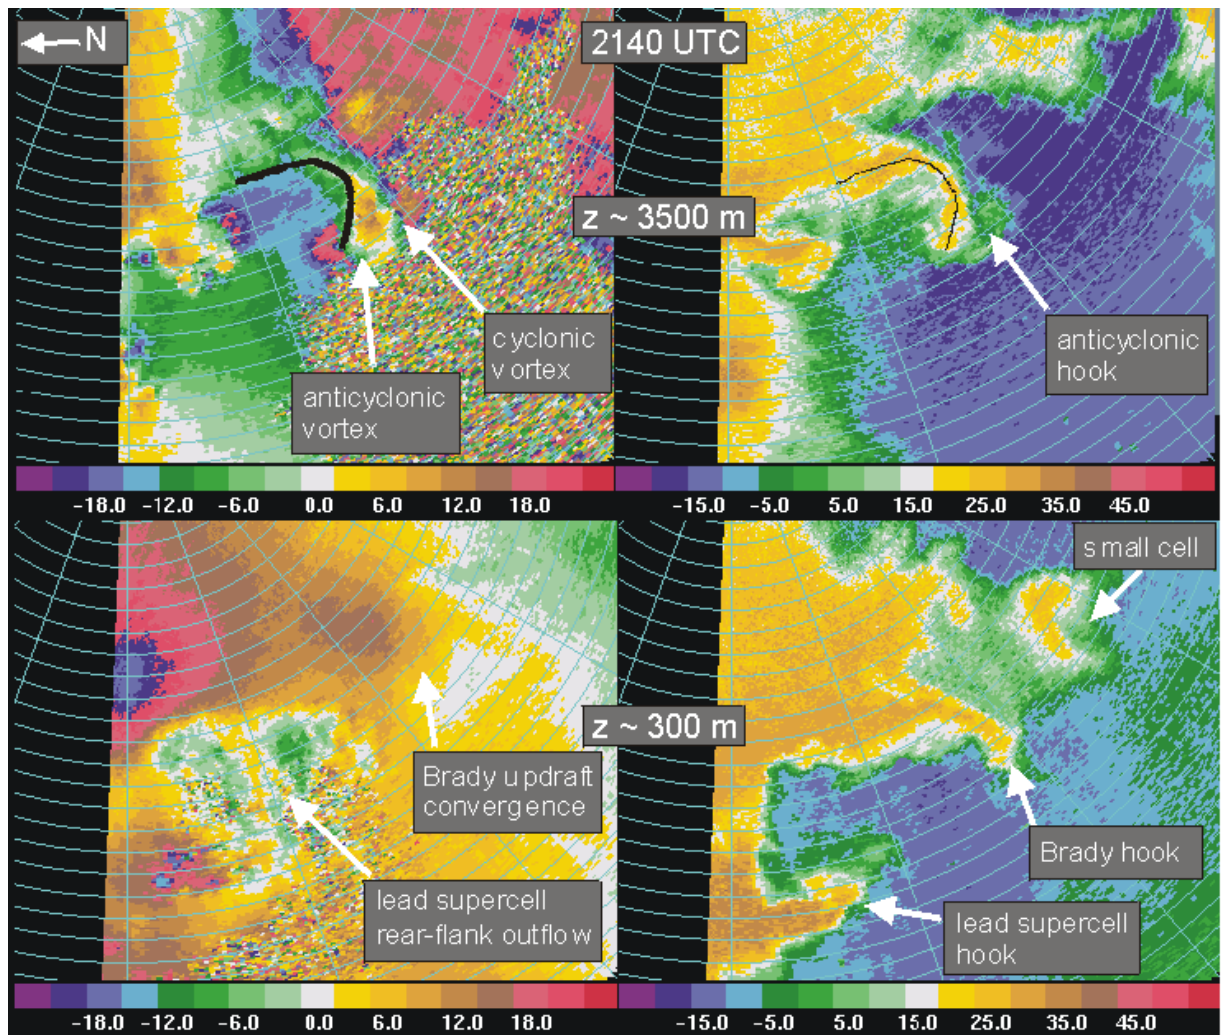 N
2140 UTC
z ~ 3500 m
cyclonic
vortex
anticyclonic
vortex
anticyclonic
hook
-18.0 -12.0 -6.0 0.0 6.0 12.0 18.0
-15.0 -5.0 5.0 15.0 25.0 35.0 45.0
small cell
z ~ 300 m
Brady updraft
convergence
Brady hook
lead supercell
rear-flank outflow
lead supercell
hook
-18.0 -12.0 -6.0 0.0 6.0 12.0 18.0
-15.0 -5.0 5.0 15.0 25.0 35.0 45.0